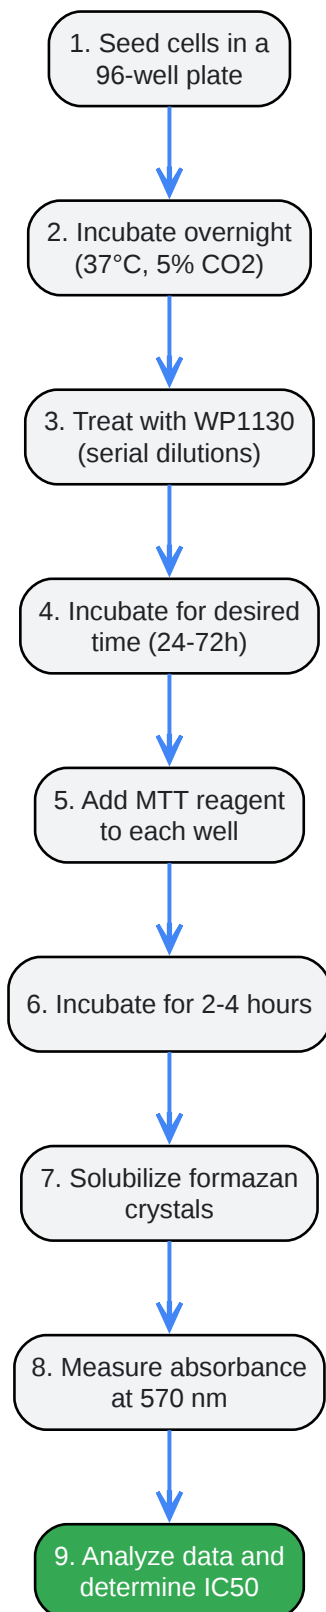 1. Seed cells in a
96-well plate
2. Incubate overnight
(37°C, 5% CO2)
3. Treat with WP1130
(serial dilutions)
4. Incubate for desired
time (24-72h)
5. Add MTT reagent
to each well
6. Incubate for 2-4 hours
7. Solubilize formazan
crystals
8. Measure absorbance
at 570 nm
9. Analyze data and
determine IC50